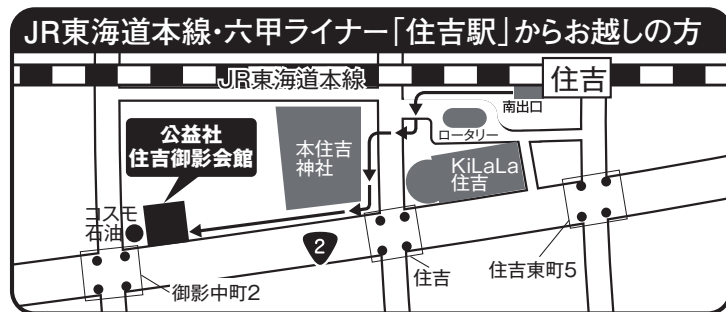 JR東海道本線・六甲ライナー「住吉駅」からお越しの方
JR東海道本線
住吉
南出口
ロータリー
公益社
住吉御影会館
本住吉
神社
KiLaLa
住吉
コスモ
石油
2
御影中町2
住吉
住吉東町5